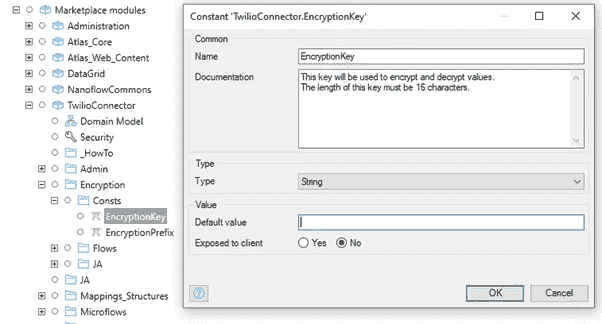 Marketplace modules
Administration
Atlas_Core
Atlas_Web_Content
DataGrid
NanoflowCommons
TwilioConnector
Domain Model
Security
_HowTo
Admin
Encryption
Consts
EncryptionKey
EncryptionPrefix
Flows
JA
JA
Mappings_Structures
Microflows
Constant 'TwilioConnector.EncryptionKey'
Common
Name
EncryptionKey
Documentation
This key will be used to encrypt and decrypt values.
The length of this key must be 16 characters.
Type
Type
String
Value
Default value
Exposed to client
Yes
No
?
OK
Cancel